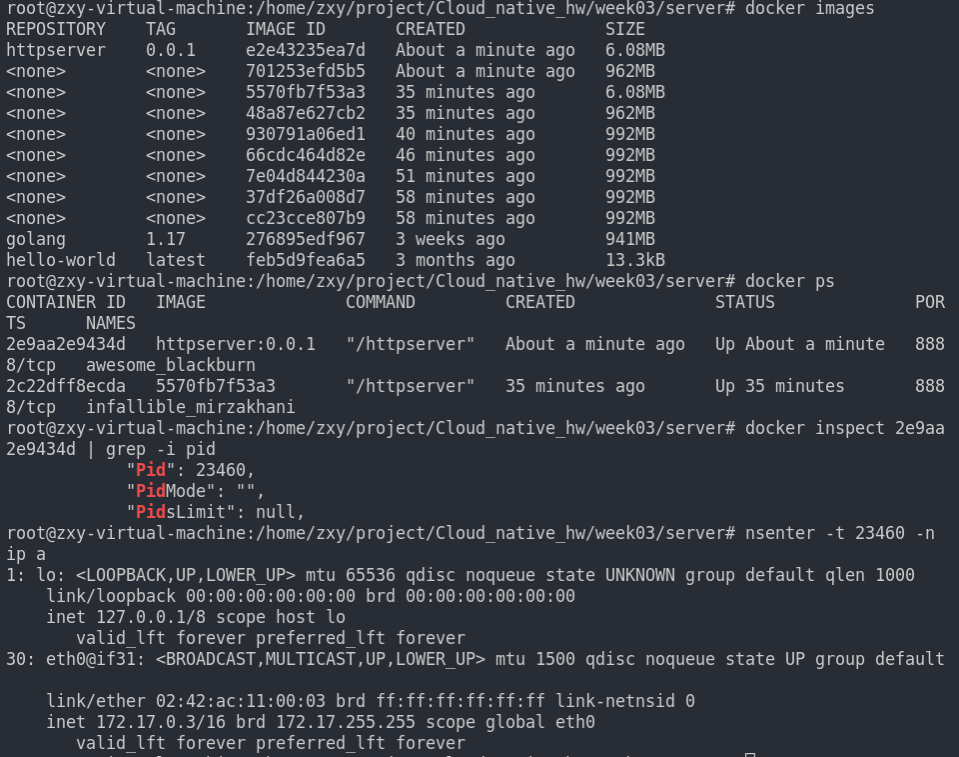 root@zxy-virtual-machine:/home/zxy/project/Cloud_native_hw/week03/server# docker images
REPOSITORY    TAG       IMAGE ID       CREATED              SIZE
httpserver    0.0.1     e2e43235ea7d   About a minute ago   6.08MB
<none>        <none>    701253efd5b5   About a minute ago   962MB
<none>        <none>    5570fb7f53a3   35 minutes ago       6.08MB
<none>        <none>    48a87e627cb2   35 minutes ago       962MB
<none>        <none>    930791a06ed1   40 minutes ago       992MB
<none>        <none>    66cdc464d82e   46 minutes ago       992MB
<none>        <none>    7e04d844230a   51 minutes ago       992MB
<none>        <none>    37df26a008d7   58 minutes ago       992MB
<none>        <none>    cc23cce807b9   58 minutes ago       992MB
golang        1.17      276895edf967   3 weeks ago          941MB
hello-world   latest    feb5d9fea6a5   3 months ago         13.3kB
root@zxy-virtual-machine:/home/zxy/project/Cloud_native_hw/week03/server# docker ps
CONTAINER ID   IMAGE              COMMAND         CREATED              STATUS              POR
TS      NAMES
2e9aa2e9434d   httpserver:0.0.1   "/httpserver"   About a minute ago   Up About a minute   888
8/tcp   awesome_blackburn
2c22dff8ecda   5570fb7f53a3       "/httpserver"   35 minutes ago       Up 35 minutes       888
8/tcp   infallible_mirzakhani
root@zxy-virtual-machine:/home/zxy/project/Cloud_native_hw/week03/server# docker inspect 2e9aa
2e9434d | grep -i pid
            "Pid": 23460,
            "PidMode": "",
            "PidsLimit": null,
root@zxy-virtual-machine:/home/zxy/project/Cloud_native_hw/week03/server# nsenter -t 23460 -n
ip a
1: lo: <LOOPBACK,UP,LOWER_UP> mtu 65536 qdisc noqueue state UNKNOWN group default qlen 1000
    link/loopback 00:00:00:00:00:00 brd 00:00:00:00:00:00
    inet 127.0.0.1/8 scope host lo
       valid_lft forever preferred_lft forever
30: eth0@if31: <BROADCAST,MULTICAST,UP,LOWER_UP> mtu 1500 qdisc noqueue state UP group default
    link/ether 02:42:ac:11:00:03 brd ff:ff:ff:ff:ff:ff link-netnsid 0
    inet 172.17.0.3/16 brd 172.17.255.255 scope global eth0
       valid_lft forever preferred_lft forever